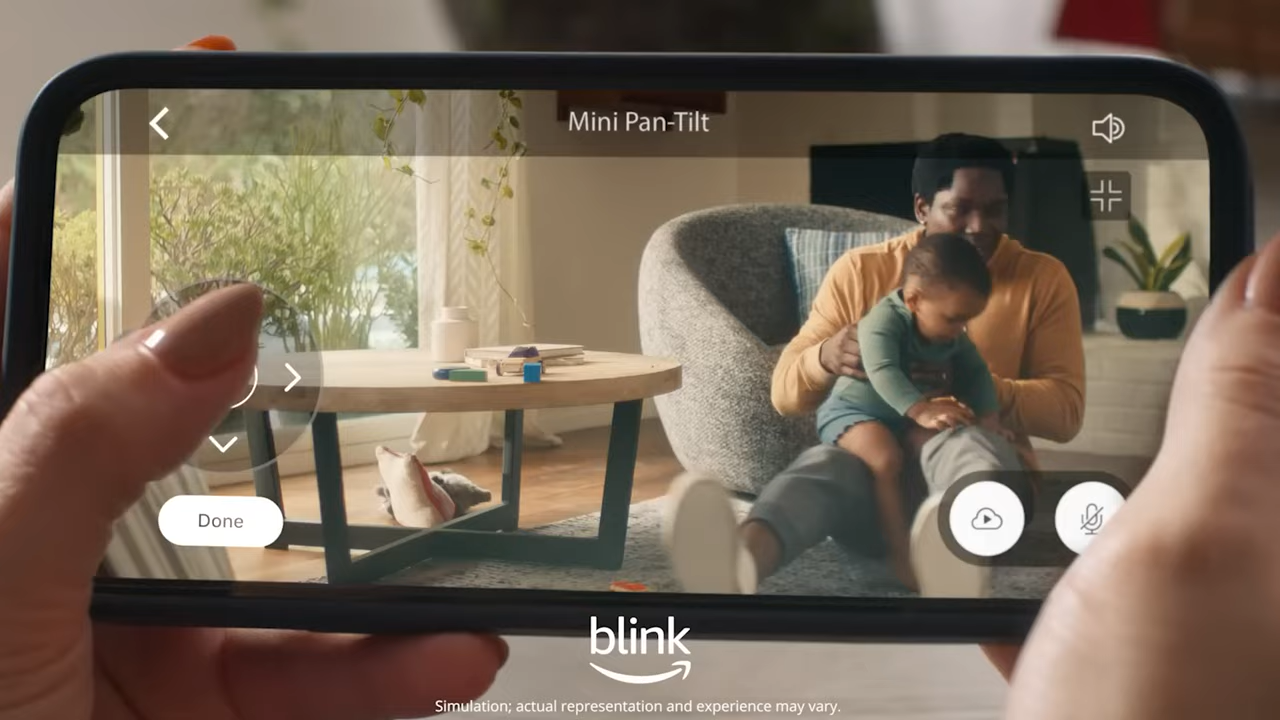 Mini Pan-Tilt
Done
blink
Simulation; actual representation and experience may vary.